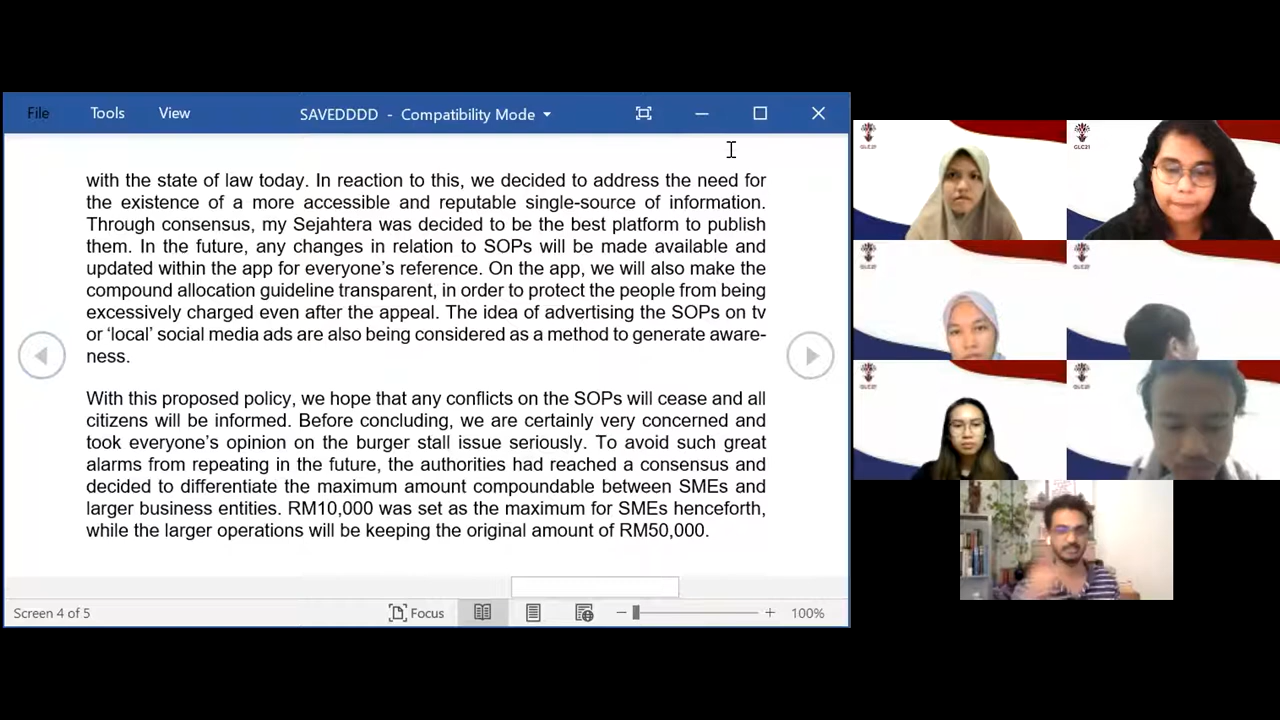 File Tools View SAVEDDDD - Compatibility Mode
with the state of law today. In reaction to this, we decided to address the need for
the existence of a more accessible and reputable single-source of information.
Through consensus, my Sejahtera was decided to be the best platform to publish
them. In the future, any changes in relation to SOPs will be made available and
updated within the app for everyone's reference. On the app, we will also make the
compound allocation guideline transparent, in order to protect the people from being
excessively charged even after the appeal. The idea of advertising the SOPs on tv
or ‘local’ social media ads are also being considered as a method to generate aware-
ness.
With this proposed policy, we hope that any conflicts on the SOPs will cease and all
citizens will be informed. Before concluding, we are certainly very concerned and
took everyone's opinion on the burger stall issue seriously. To avoid such great
alarms from repeating in the future, the authorities had reached a consensus and
decided to differentiate the maximum amount compoundable between SMEs and
larger business entities. RM10,000 was set as the maximum for SMEs henceforth,
while the larger operations will be keeping the original amount of RM50,000.
Screen 4 of 5 Focus 100%
GLC21
GLC21
GLC21
GLC21
GLC21
GLC21